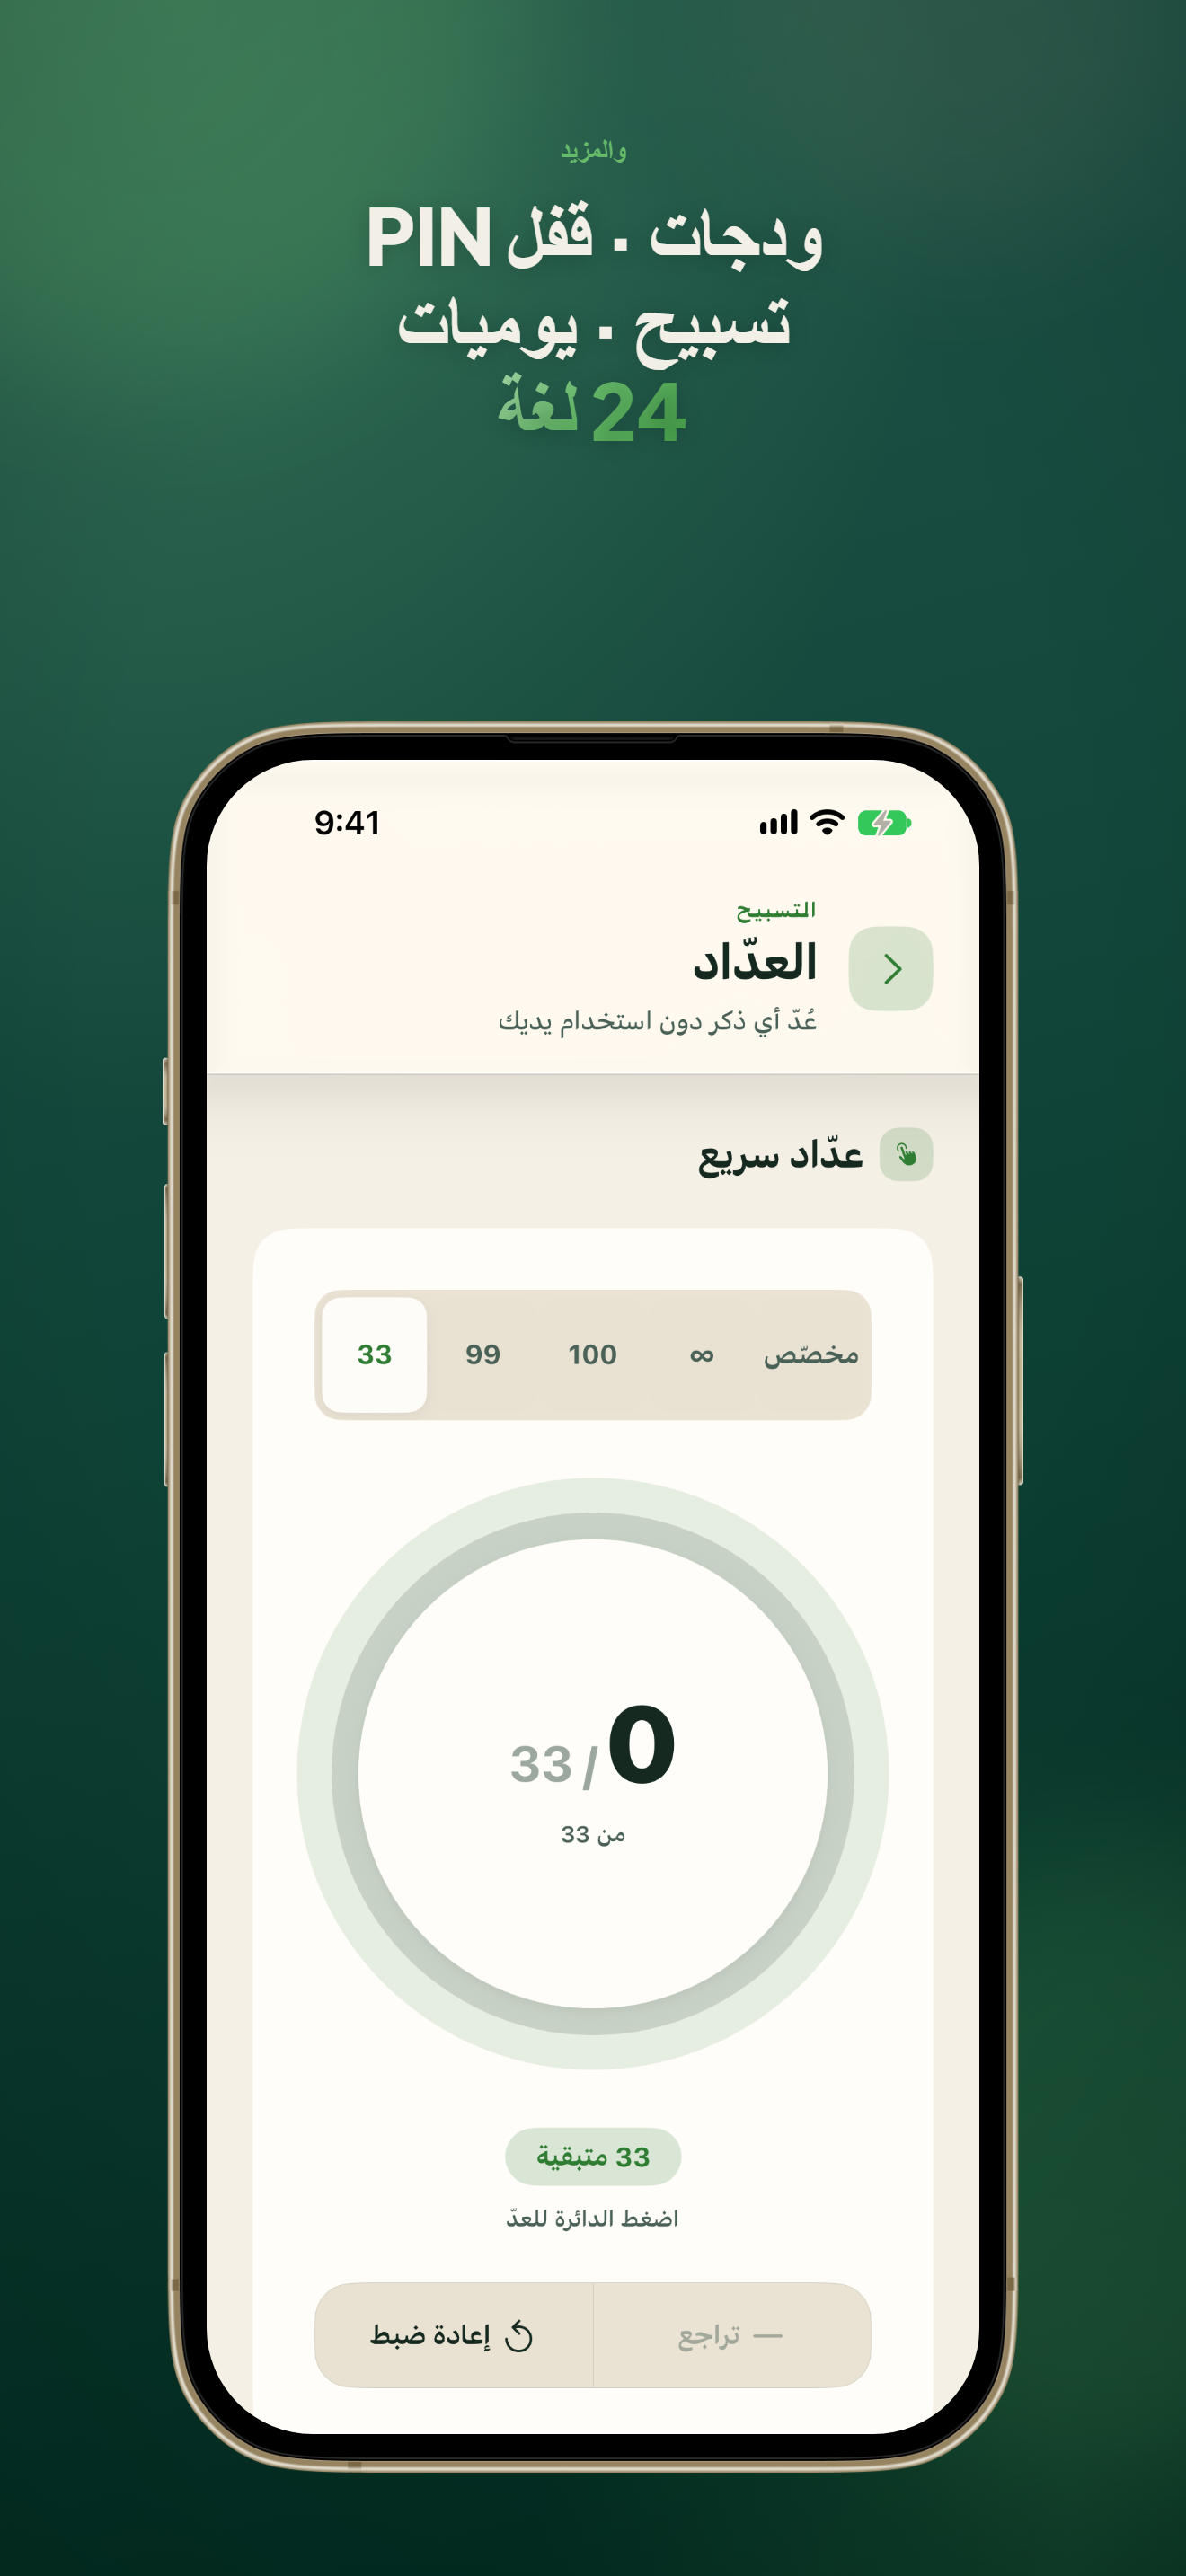 والمزيد
ودجات · قفل PIN
تسبيح · يوميات
24 لغة
9:41
التسبيح
العدّاد
عُدّ أي ذكر دون استخدام يديك
عدّاد سريع
مخصّص ∞ 100 99 33
0 / 33
من 33
33 متبقية
اضغط الدائرة للعدّ
تراجع إعادة ضبط